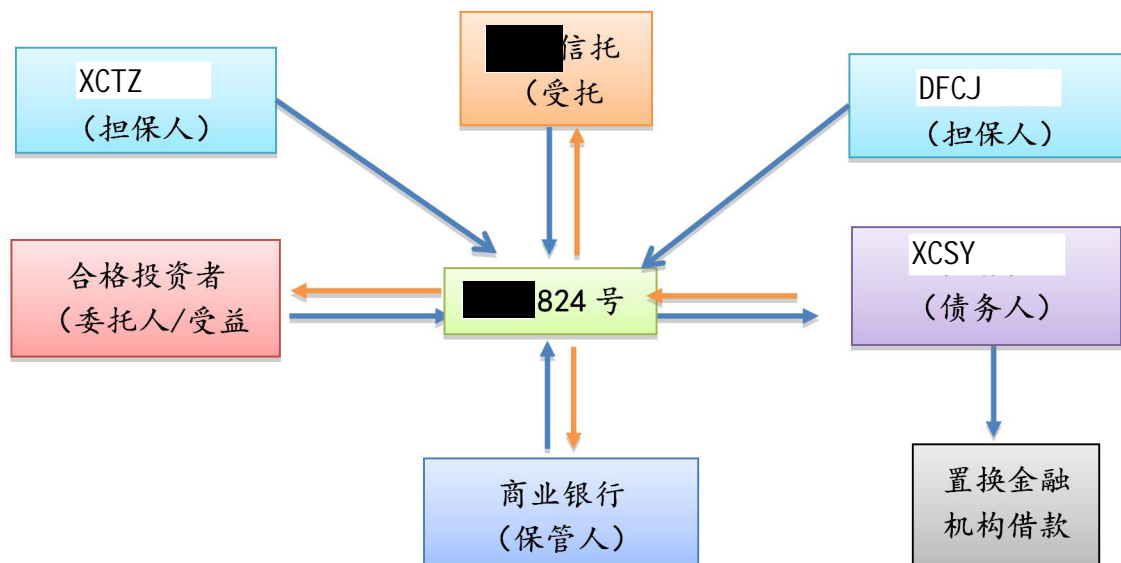 XCTZ
(担保人)
信托
(受托
DFCJ
(担保人)
合格投资者
(委托人/受益
824 号
XCSY
(债务人)
商业银行
(保管人)
置换金融
机构借款